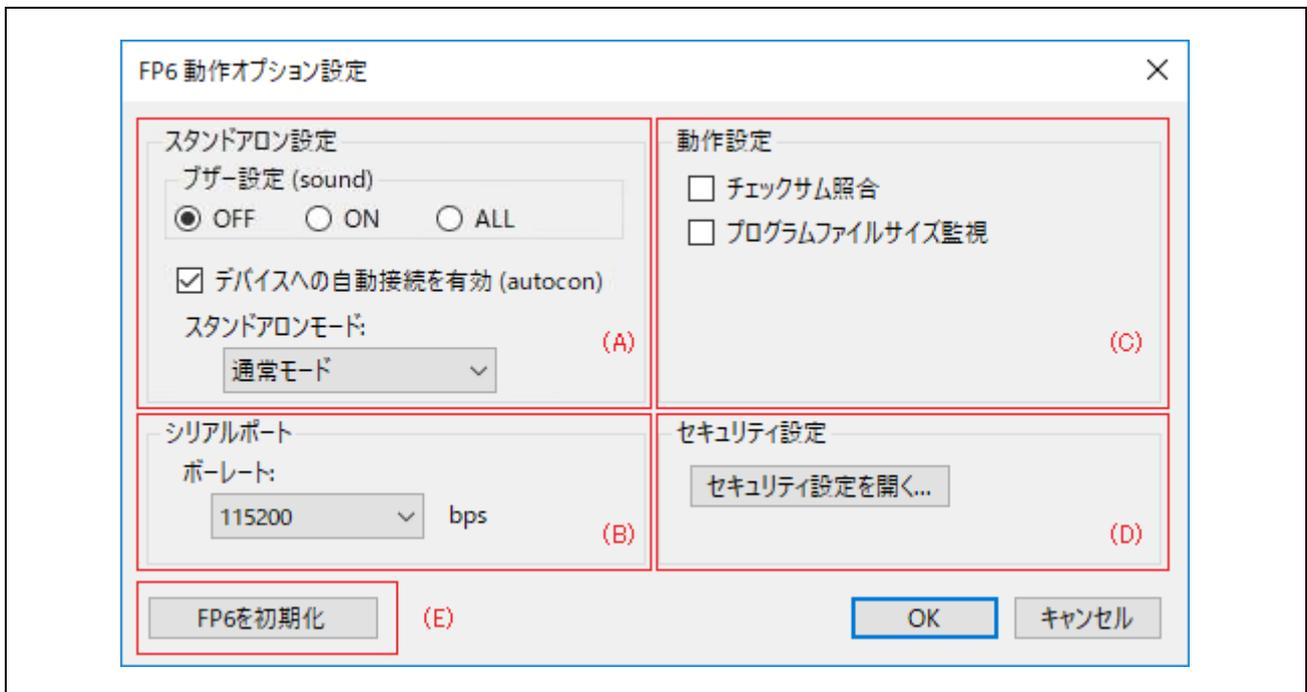 FP6 動作オプション設定
スタンドアロン設定
ブザー設定 (sound)
OFF ON ALL
デバイスへの自動接続を有効 (autocon)
スタンドアロンモード:
通常モード
(A)
動作設定
チェックサム照合
プログラムファイルサイズ監視
(C)
シリアルポート
ボーレート:
115200 bps
(B)
セキュリティ設定
セキュリティ設定を開く...
(D)
FP6を初期化 (E)
OK キャンセル